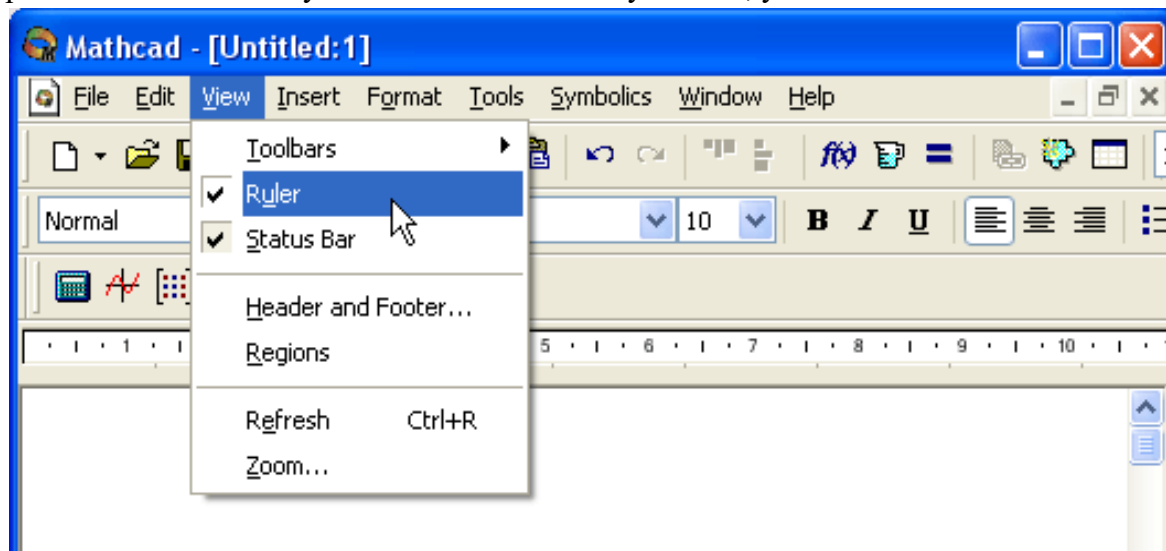 Mathcad - [Untitled:1]
File Edit View Insert Format Tools Symbolics Window Help
Toolbars
f(x)
Normal
Ruler
10 B I U
Status Bar
Header and Footer...
1 5 6 7 8 9 10
Regions
Refresh Ctrl+R
Zoom...